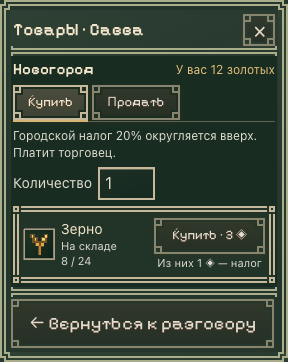 Товары · Савва
×
Новогород
У вас 12 золотых
Купить
Продать
Городской налог 20% округляется вверх.
Платит торговец.
Количество 1
Зерно
На складе
8 / 24
Купить · 3 ◈
Из них 1 ◈ — налог
← Вернуться к разговору